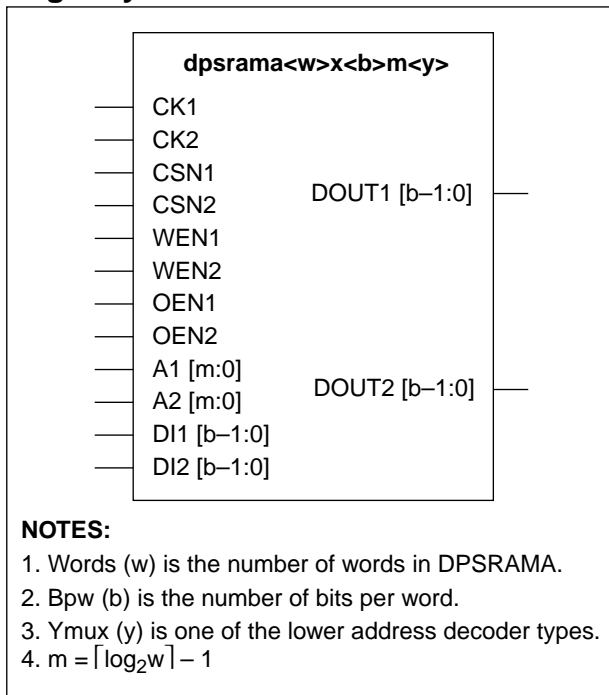 dpsrama<w>x<b>m<y>
CK1
CK2
CSN1
CSN2
WEN1
WEN2
OEN1
OEN2
A1 [m:0]
A2 [m:0]
DI1 [b–1:0]
DI2 [b–1:0]
DOUT1 [b–1:0]
DOUT2 [b–1:0]
NOTES:
1. Words (w) is the number of words in DPSRAMA.
2. Bpw (b) is the number of bits per word.
3. Ymux (y) is one of the lower address decoder types.
4. m = ⌈log₂w⌉ – 1